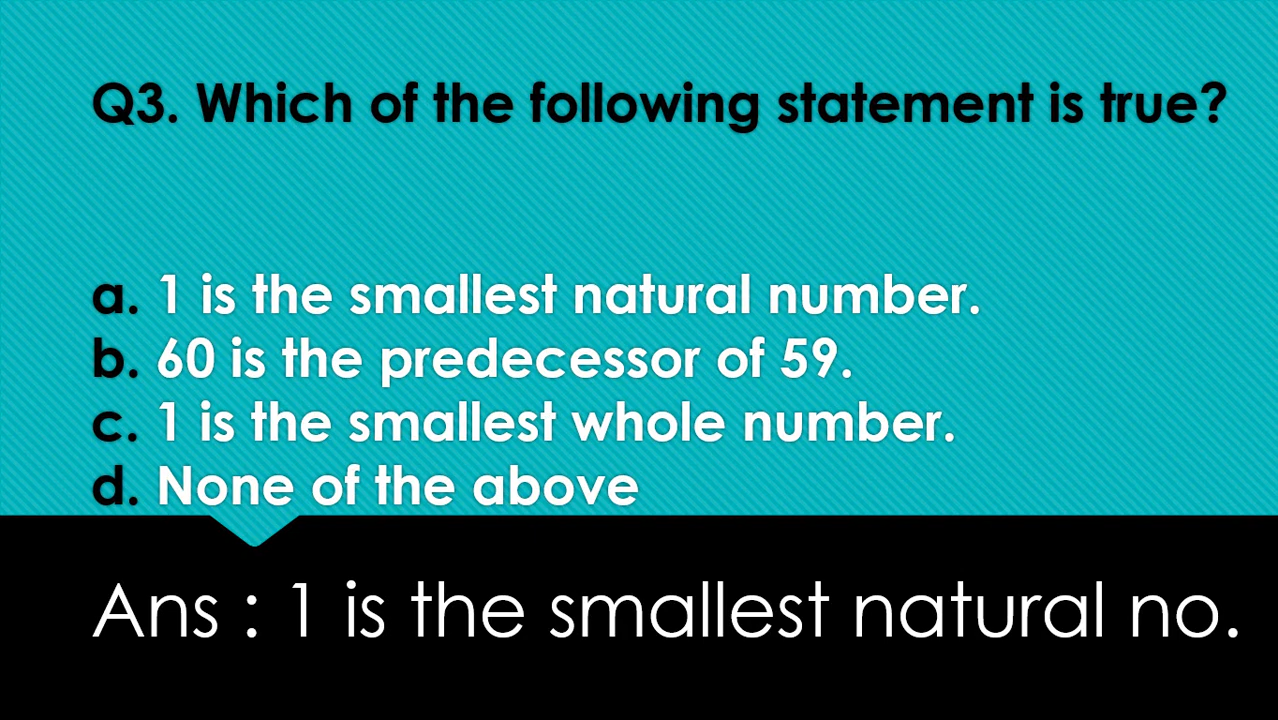 Q3. Which of the following statement is true?
a. 1 is the smallest natural number.
b. 60 is the predecessor of 59.
c. 1 is the smallest whole number.
d. None of the above
Ans : 1 is the smallest natural no.